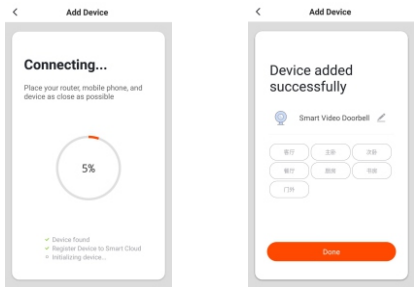 Add Device
Connecting...
Place your router, mobile phone, and
device as close as possible
5%
Device found
Register Device to Smart Cloud
Initializing device...
Add Device
Device added
successfully
Smart Video Doorbell
客厅 主卧 次卧
餐厅 厨房 书房
门外
Done